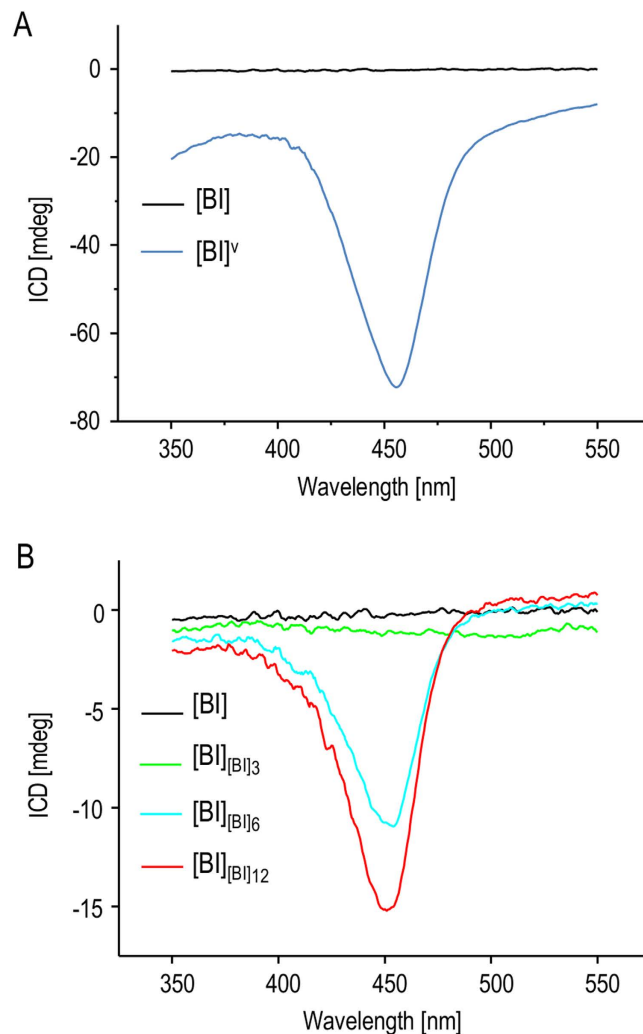 A
0
-20
-40
-60
-80
ICD [mdeg]
[BI]
[BI]ᵛ
350 400 450 500 550
Wavelength [nm]
B
0
-5
-10
-15
ICD [mdeg]
[BI]
[BI][BI]3
[BI][BI]6
[BI][BI]12
350 400 450 500 550
Wavelength [nm]